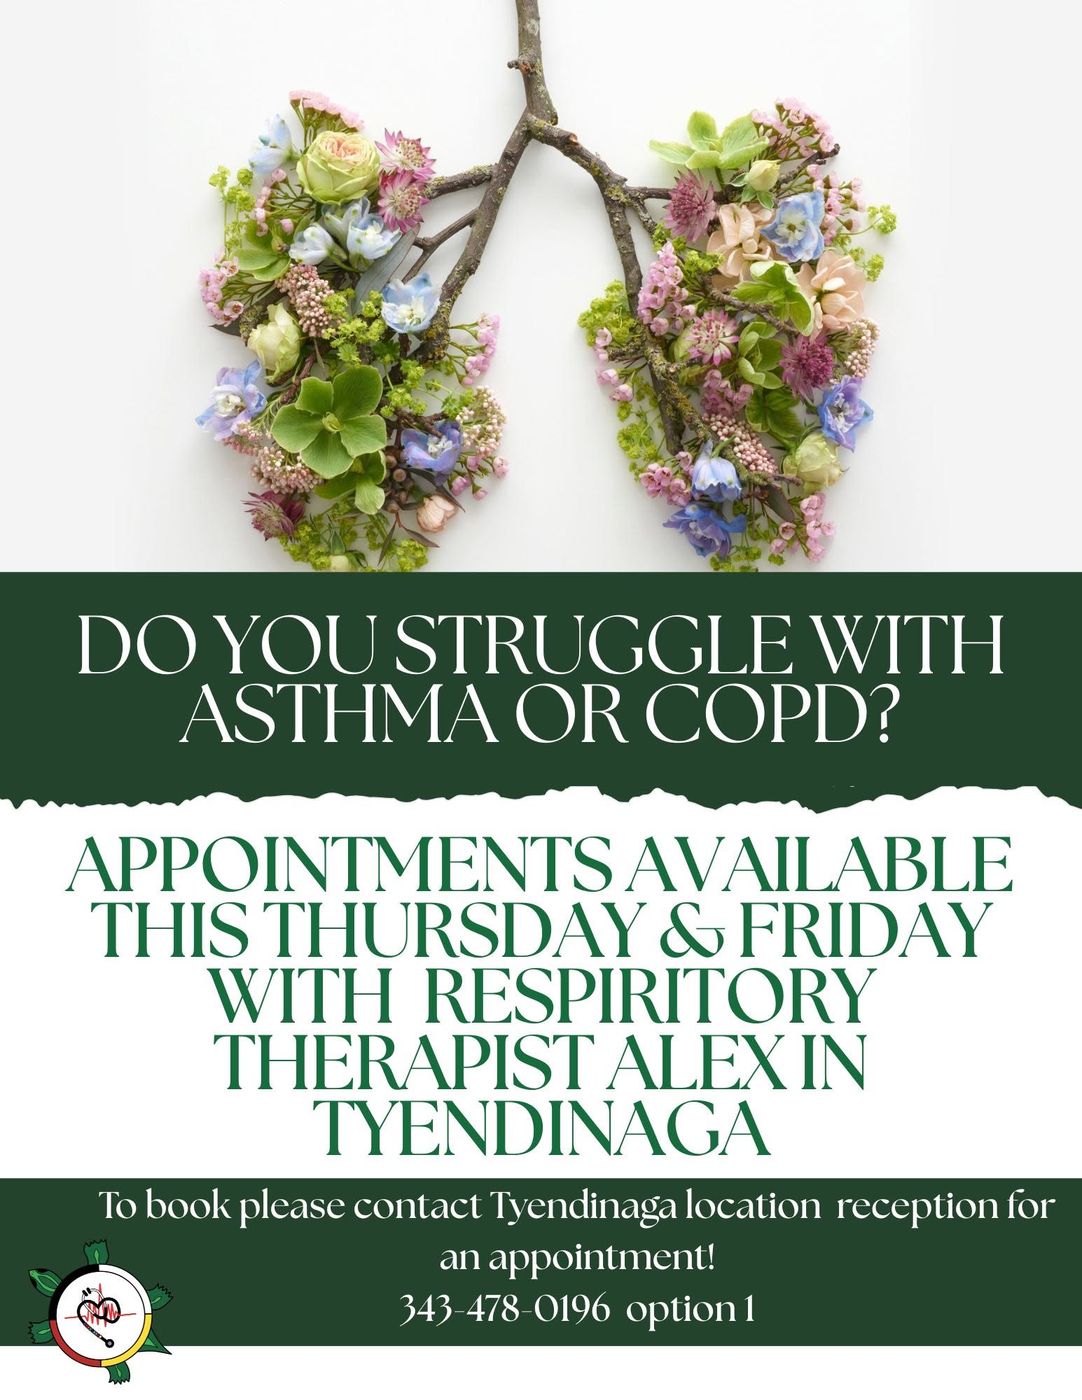 DO YOU STRUGGLE WITH
ASTHMA OR COPD?
APPOINTMENTS AVAILABLE
THIS THURSDAY & FRIDAY
WITH RESPIRITORY
THERAPIST ALEX IN
TYENDINAGA
To book please contact Tyendinaga location reception for
an appointment!
343-478-0196 option 1